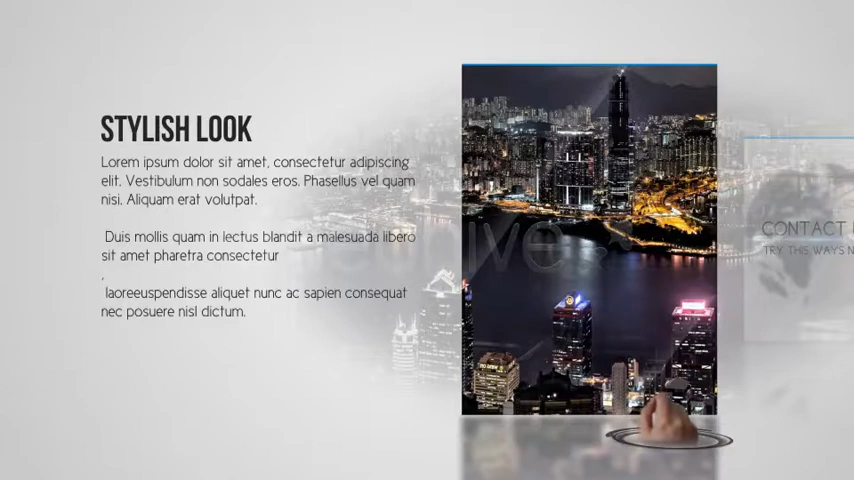 STYLISH LOOK
Lorem ipsum dolor sit amet, consectetur adipiscing
elit. Vestibulum non sodales eros. Phasellus vel quam
nisi. Aliquam erat volutpat.
Duis mollis quam in lectus blandit a malesuada libero
sit amet pharetra consectetur
,
laoreeuspendisse aliquet nunc ac sapien consequat
nec posuere nisl dictum.
CONTACT
TRY THIS WAYS